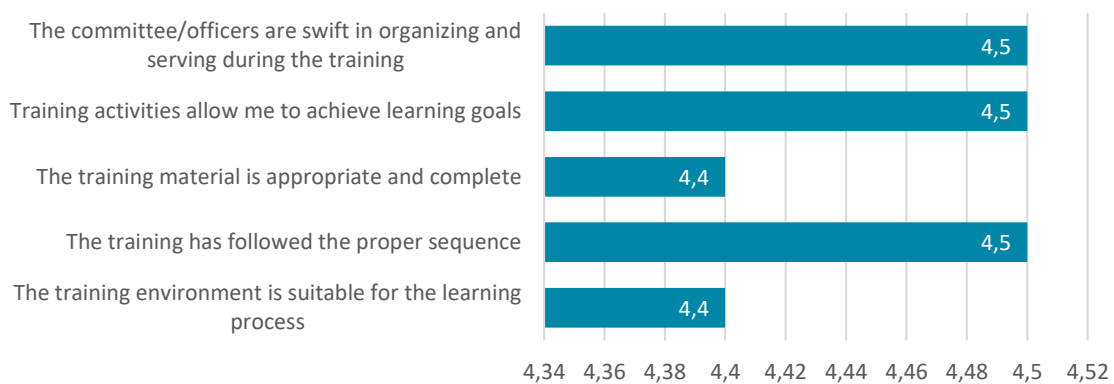 The committee/officers are swift in organizing and
serving during the training
4,5
Training activities allow me to achieve learning goals
4,5
The training material is appropriate and complete
4,4
The training has followed the proper sequence
4,5
The training environment is suitable for the learning
process
4,4
4,34 4,36 4,38 4,4 4,42 4,44 4,46 4,48 4,5 4,52